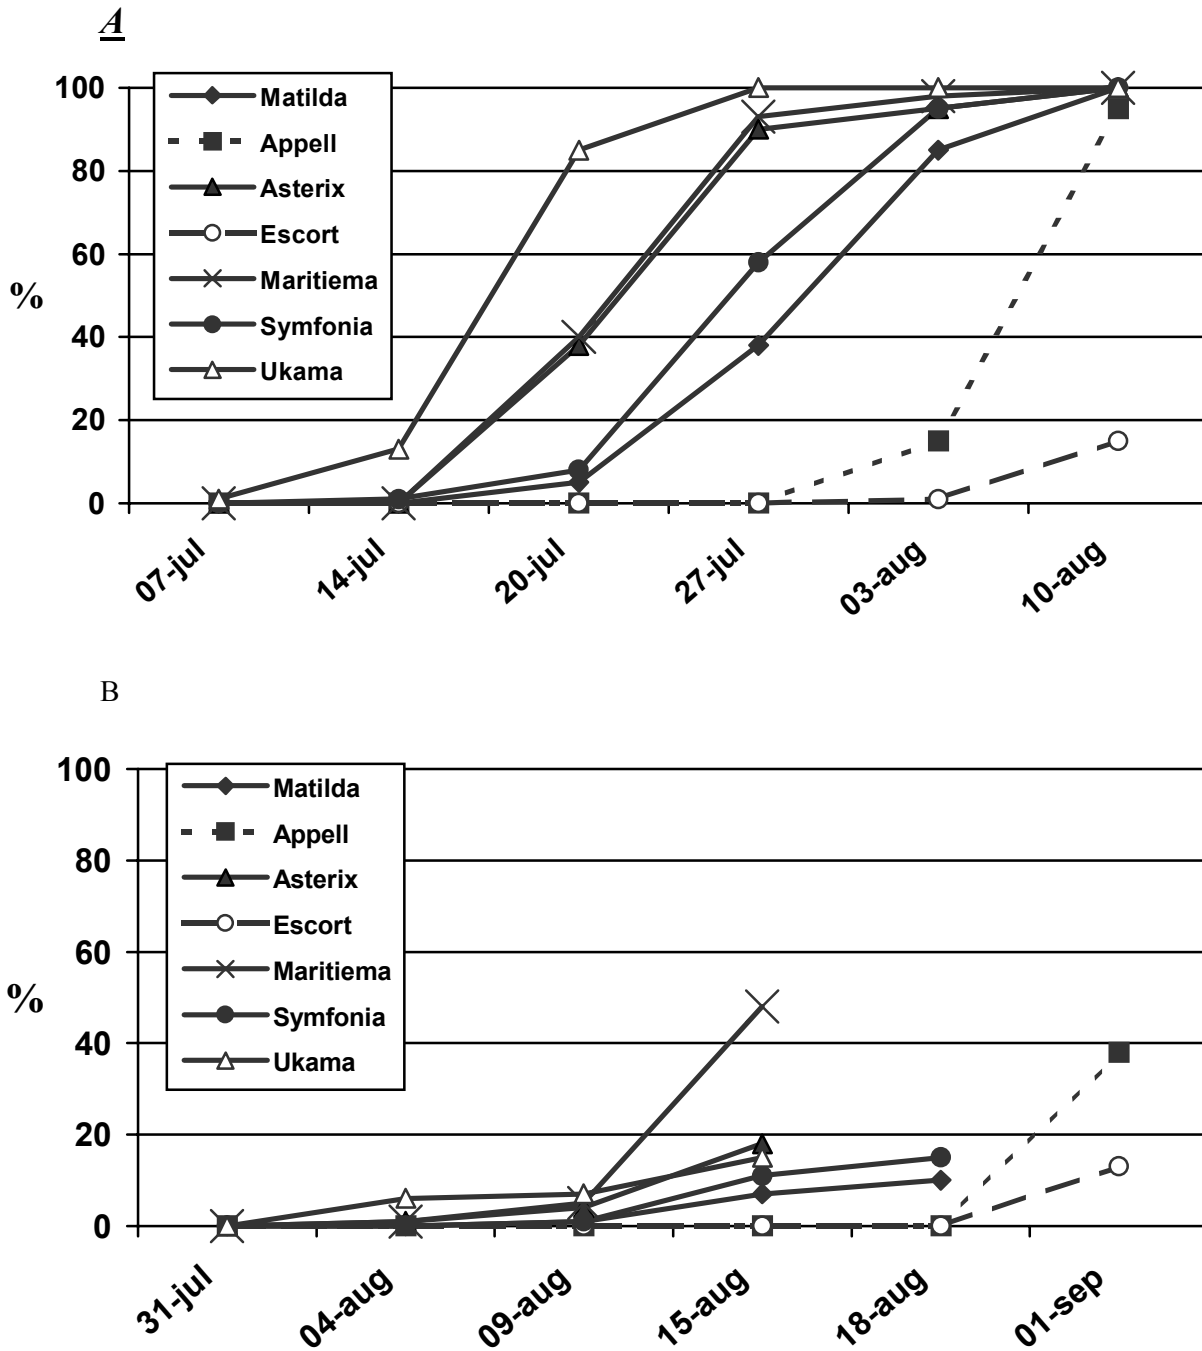 A
100
80
60
40
20
0
%
Matilda
Appell
Asterix
Escort
Maritiema
Symfonia
Ukama
07-jul
14-jul
20-jul
27-jul
03-aug
10-aug
B
100
80
60
40
20
0
%
Matilda
Appell
Asterix
Escort
Maritiema
Symfonia
Ukama
31-jul
04-aug
09-aug
15-aug
18-aug
01-sep